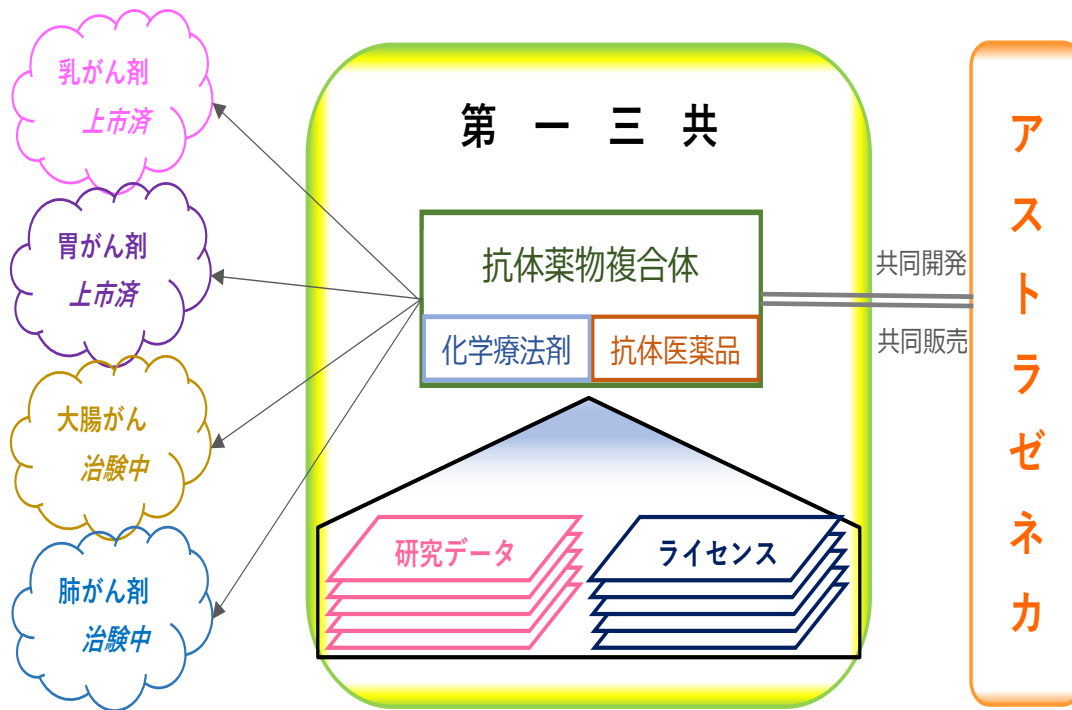 乳がん剤
上市済
胃がん剤
上市済
大腸がん
治験中
肺がん剤
治験中
第一三共
抗体薬物複合体
化学療法剤
抗体医薬品
研究データ
ライセンス
共同開発
共同販売
アストラゼネカ